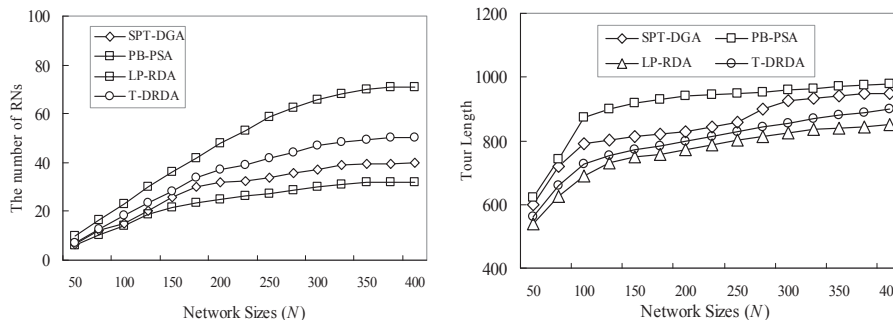 100
80
60
40
20
0
The number of RNs
SPT-DGA
PB-PSA
LP-RDA
T-DRDA
50 100 150 200 250 300 350 400
Network Sizes (N)
1200
1000
800
600
400
Tour Length
SPT-DGA PB-PSA
LP-RDA T-DRDA
50 100 150 200 250 300 350 40
Network Sizes (N)